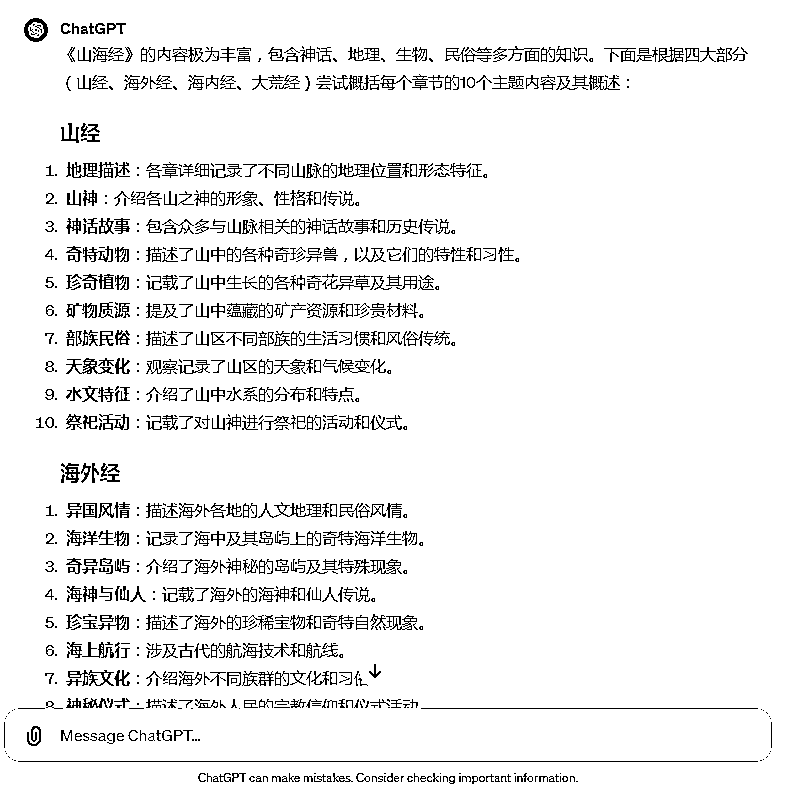 ChatGPT
《山海经》的内容极为丰富，包含神话、地理、生物、民俗等多方面的知识。下面是根据四大部分
（山经、海外经、海内经、大荒经）尝试概括每个章节的10个主题内容及其概述：
山经
1. 地理描述：各章详细记录了不同山脉的地理位置和形态特征。
2. 山神：介绍各山之神的形象、性格和传说。
3. 神话故事：包含众多与山脉相关的神话故事和历史传说。
4. 奇特动物：描述了山中的各种奇珍异兽，以及它们的特性和习性。
5. 珍奇植物：记载了山中生长的各种奇花异草及其用途。
6. 矿物质源：提及了山中蕴藏的矿产资源和珍贵材料。
7. 部族民俗：描述了山区不同部族的生活习惯和风俗传统。
8. 天象变化：观察记录了山区的天象和气候变化。
9. 水文特征：介绍了山中水系的分布和特点。
10. 祭祀活动：记载了对山神进行祭祀的活动和仪式。
海外经
1. 异国风情：描述海外各地的人文地理和民俗风情。
2. 海洋生物：记录了海中及其岛屿上的奇特海洋生物。
3. 奇异岛屿：介绍了海外神秘的岛屿及其特殊现象。
4. 海神与仙人：记载了海外的海神和仙人传说。
5. 珍宝异物：描述了海外的珍稀宝物和奇特自然现象。
6. 海上航行：涉及古代的航海技术和航线。
7. 异族文化：介绍海外不同族群的文化和习
8. 神秘仪式：描述了海外人民的宗教信仰和仪式活动
Message ChatGPT...
ChatGPT can make mistakes. Consider checking important information.